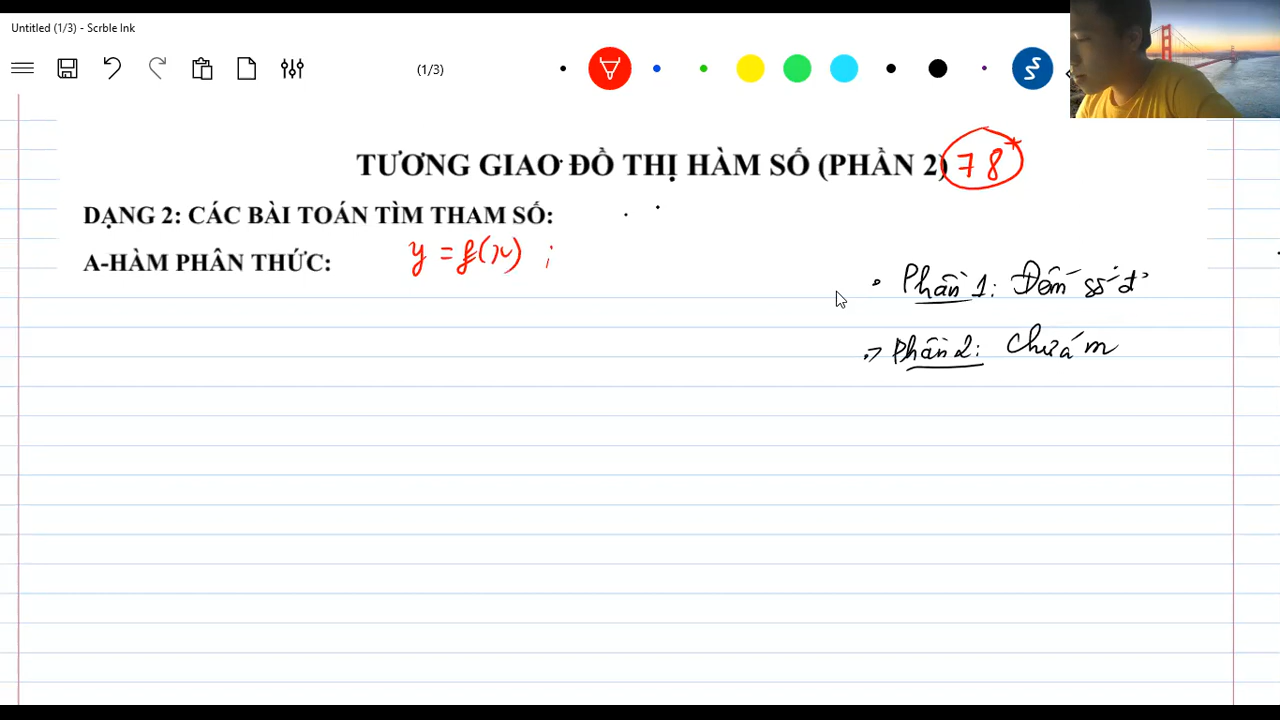 Untitled (1/3) - Scrble Ink
(1/3)
TƯƠNG GIAO ĐỒ THỊ HÀM SỐ (PHẦN 2) 78+
DẠNG 2: CÁC BÀI TOÁN TÌM THAM SỐ:
A-HÀM PHÂN THỨC: y = f(x) ;
• Phần 1: Đếm số đ
-> Phần 2: Chứa m